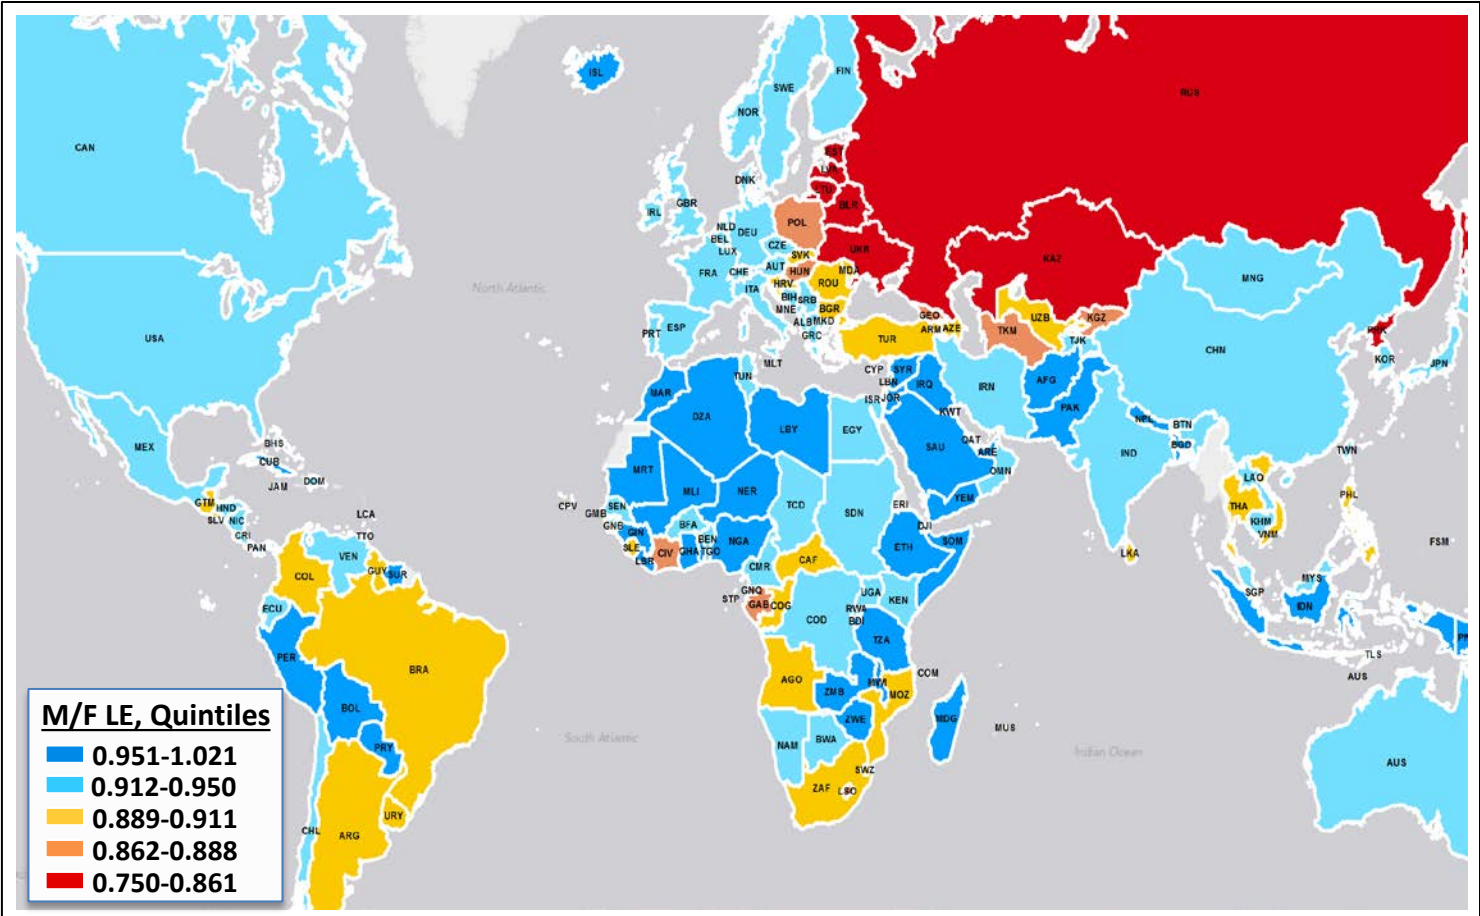 ISL
FIN
SWE
NOR
RUS
CAN
EST
LVA
LTU
DNK
BLR
IRL
GBR
POL
NLD
DEU
BEL
CZE
UKR
LUX
SVK
KAZ
AUT
HUN
MDA
FRA
CHE
MNG
HRV
ROU
ITA
North Atlantic
BIH
SRB
MNE
BGR
GEO
UZB
KGZ
ALB
MKD
ARM
AZE
TKM
PRK
PRT
ESP
GRC
USA
TUR
TJK
CHN
KOR
JPN
MLT
CYP
SYR
TUN
LBN
IRQ
IRN
AFG
MAR
ISR
JOR
PAK
DZA
KWT
NPL
BTN
LBY
EGY
QAT
BHS
MEX
SAU
ARE
BGD
TWN
CUB
IND
MRT
OMN
DOM
JAM
LAO
MLI
NER
YEM
PHL
GTM
HND
CPV
SEN
TCD
ERI
THA
LCA
GMB
SDN
SLV
NIC
GNB
BFA
DJI
KHM
GIN
VNM
CRI
TTO
BEN
NGA
SOM
FSM
PAN
SLE
ETH
VEN
LBR
CIV
GHA
TGO
LKA
CAF
GUY
CMR
COL
SUR
MYS
GNQ
UGA
SGP
STP
GAB
COG
KEN
IDN
ECU
RWA
COD
BDI
TZA
PER
TLS
BRA
COM
AUS
AGO
MWI
ZMB
MOZ
M/F LE, Quintiles
BOL
ZWE
MDG
MUS
South Atlantic
NAM
BWA
PRY
Indian Ocean
0.951-1.021
AUS
SWZ
0.912-0.950
ZAF
LSO
0.889-0.911
URY
CHL
ARG
0.862-0.888
0.750-0.861